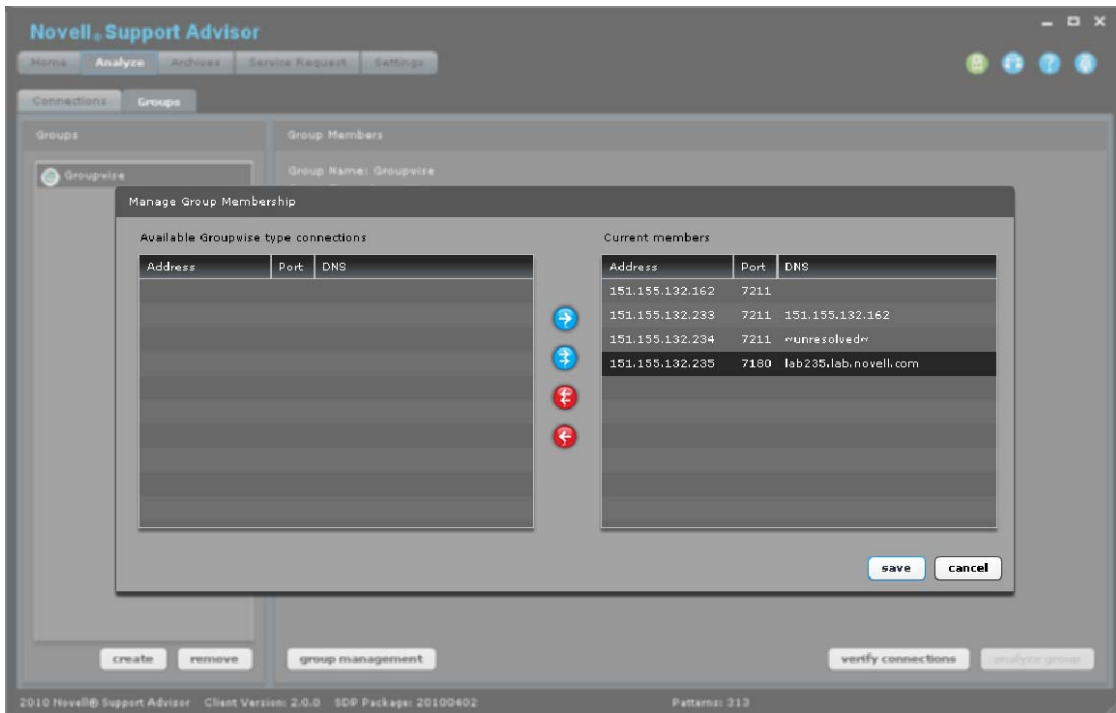 Novell® Support Advisor
Home Analyze Archives Service Request Settings
Connections Groups
Groups
Group Members
Groupwise
Group Name: Groupwise
Manage Group Membership
Available Groupwise type connections
Address Port DNS
Current members
Address Port DNS
151.155.132.162 7211
151.155.132.233 7211 151.155.132.162
151.155.132.234 7211 ~unresolved~
151.155.132.235 7180 lab235.lab.novell.com
save cancel
create remove
group management
verify connections analyze group
2010 Novell® Support Advisor Client Version: 2.0.0 SDP Package: 20100402 Patterns: 313